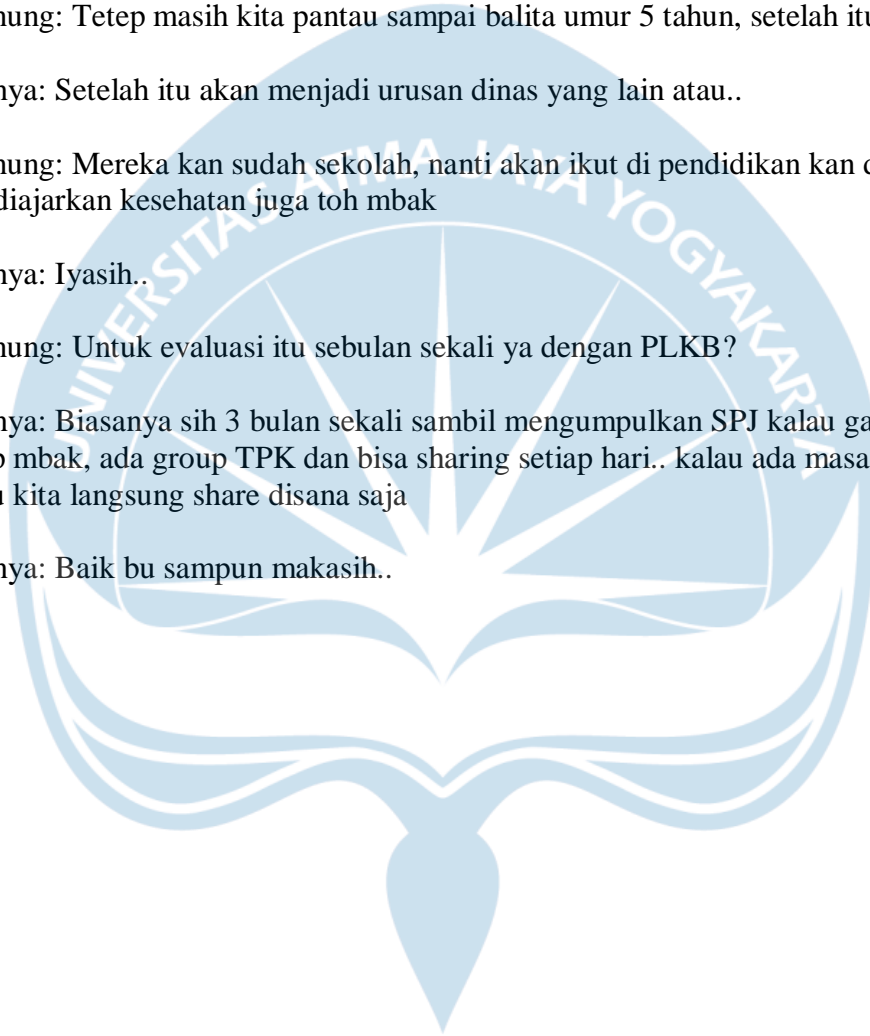 nung: Tetep masih kita pantau sampai balita umur 5 tahun, setelah itu
nya: Setelah itu akan menjadi urusan dinas yang lain atau..
nung: Mereka kan sudah sekolah, nanti akan ikut di pendidikan kan
diajarkan kesehatan juga toh mbak
nya: Iyasih..
nung: Untuk evaluasi itu sebulan sekali ya dengan PLKB?
nya: Biasanya sih 3 bulan sekali sambil mengumpulkan SPJ kalau ga
mbak, ada group TPK dan bisa sharing setiap hari.. kalau ada masa
kita langsung share disana saja
nya: Baik bu sampun makasih..
UNIVERSITAS ATMA JAYA YOGYAKARTA